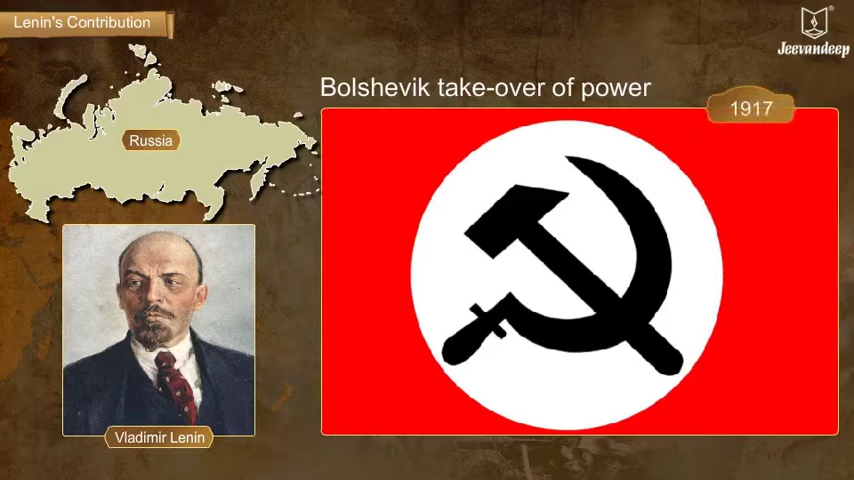 Lenin's Contribution
Jeevandeep
Bolshevik take-over of power
1917
Russia
Vladimir Lenin